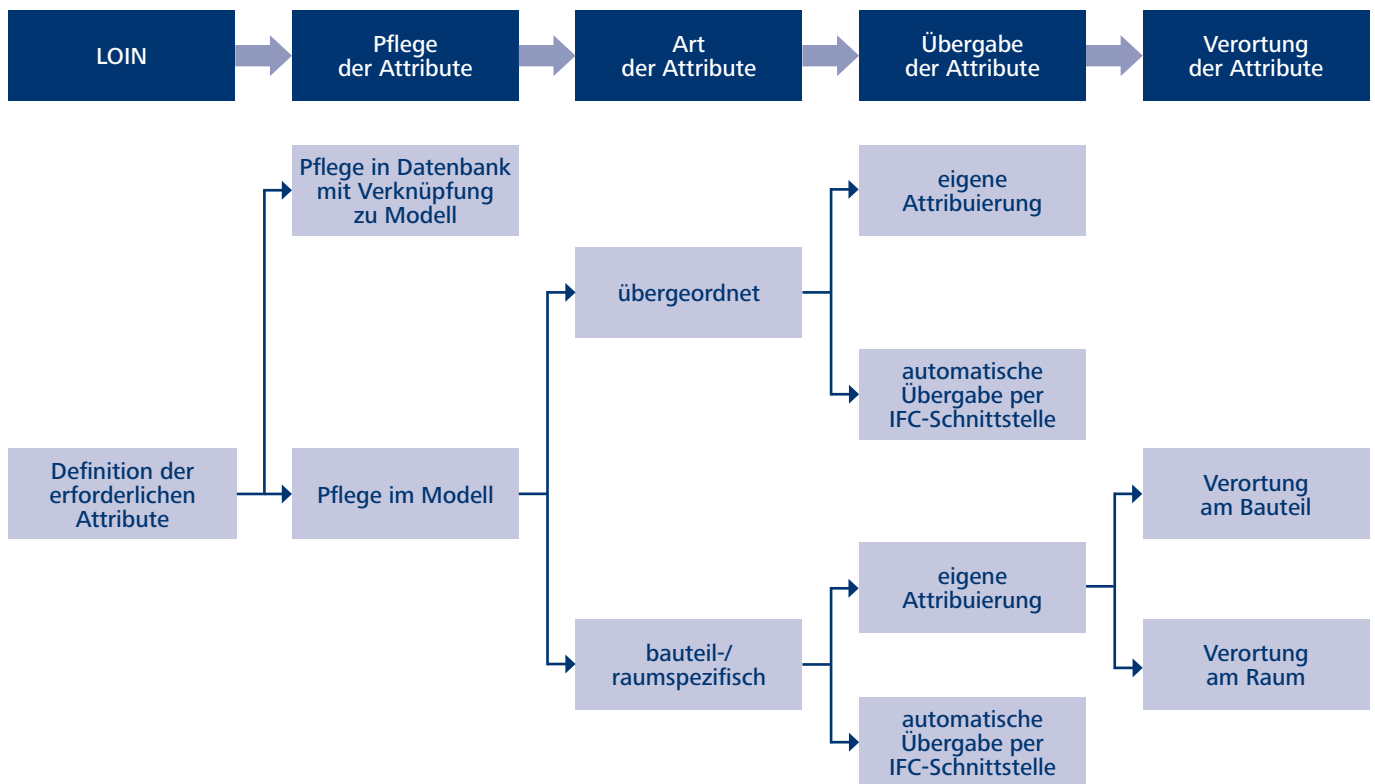 LOIN
Pflege
der Attribute
Art
der Attribute
Übergabe
der Attribute
Verortung
der Attribute
Pflege in Datenbank
mit Verknüpfung
zu Modell
eigene
Attribuierung
übergeordnet
automatische
Übergabe per
IFC-Schnittstelle
Definition der
erforderlichen
Attribute
Pflege im Modell
Verortung
am Bauteil
eigene
Attribuierung
bauteil-/
raumspezifisch
Verortung
am Raum
automatische
Übergabe per
IFC-Schnittstelle